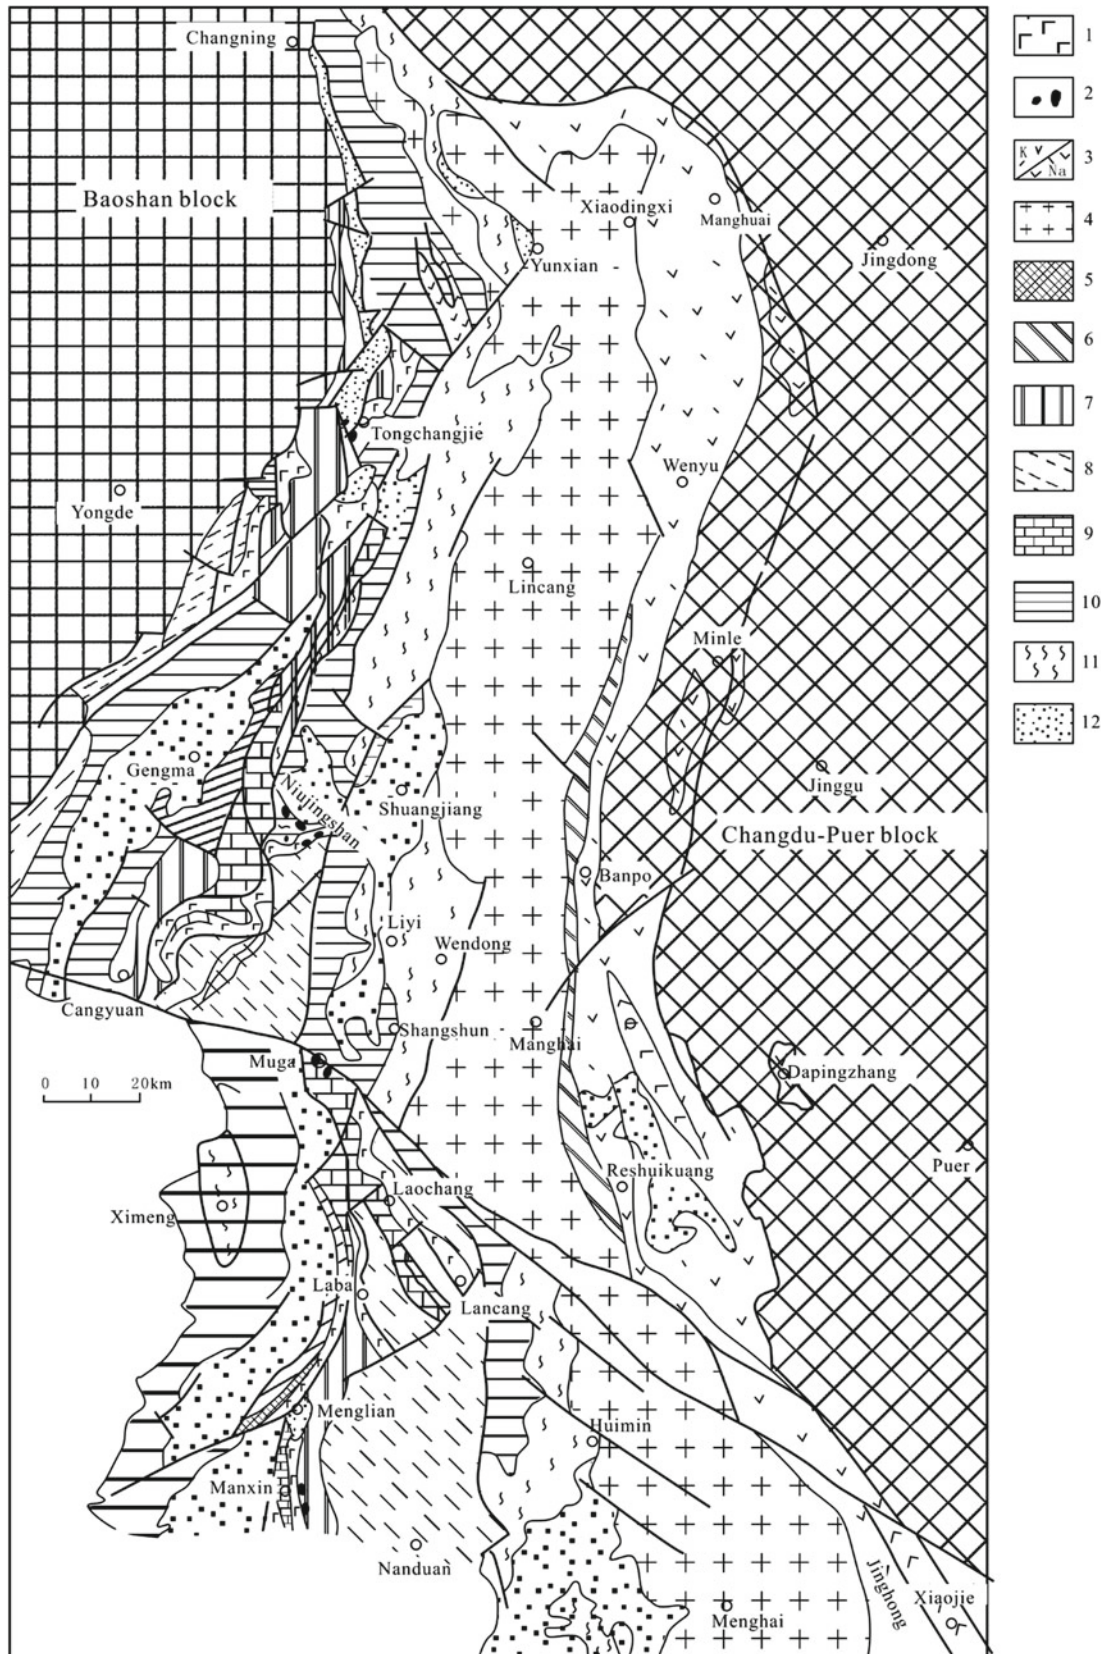 Changning
1
2
3
K
Na
Baoshan block
Xiaodingxi
Manghuai
4
Yunxian
Jingdong
5
6
7
Tongchangjie
8
Wenyu
Yongde
9
Lincang
10
Minle
11
12
Gengma
Niujingshan
Shuangjiang
Jinggu
Changdu-Puer block
Banpo
Liyi
Wendong
Cangyuan
Shangshun
Manghai
Muga
0 10 20km
Dapingzhang
Puer
Reshuikuang
Laochang
Ximeng
Laba
Lancang
Menglian
Huimin
Manxin
Nanduan
Jinghong
Xiaojie
Menghai